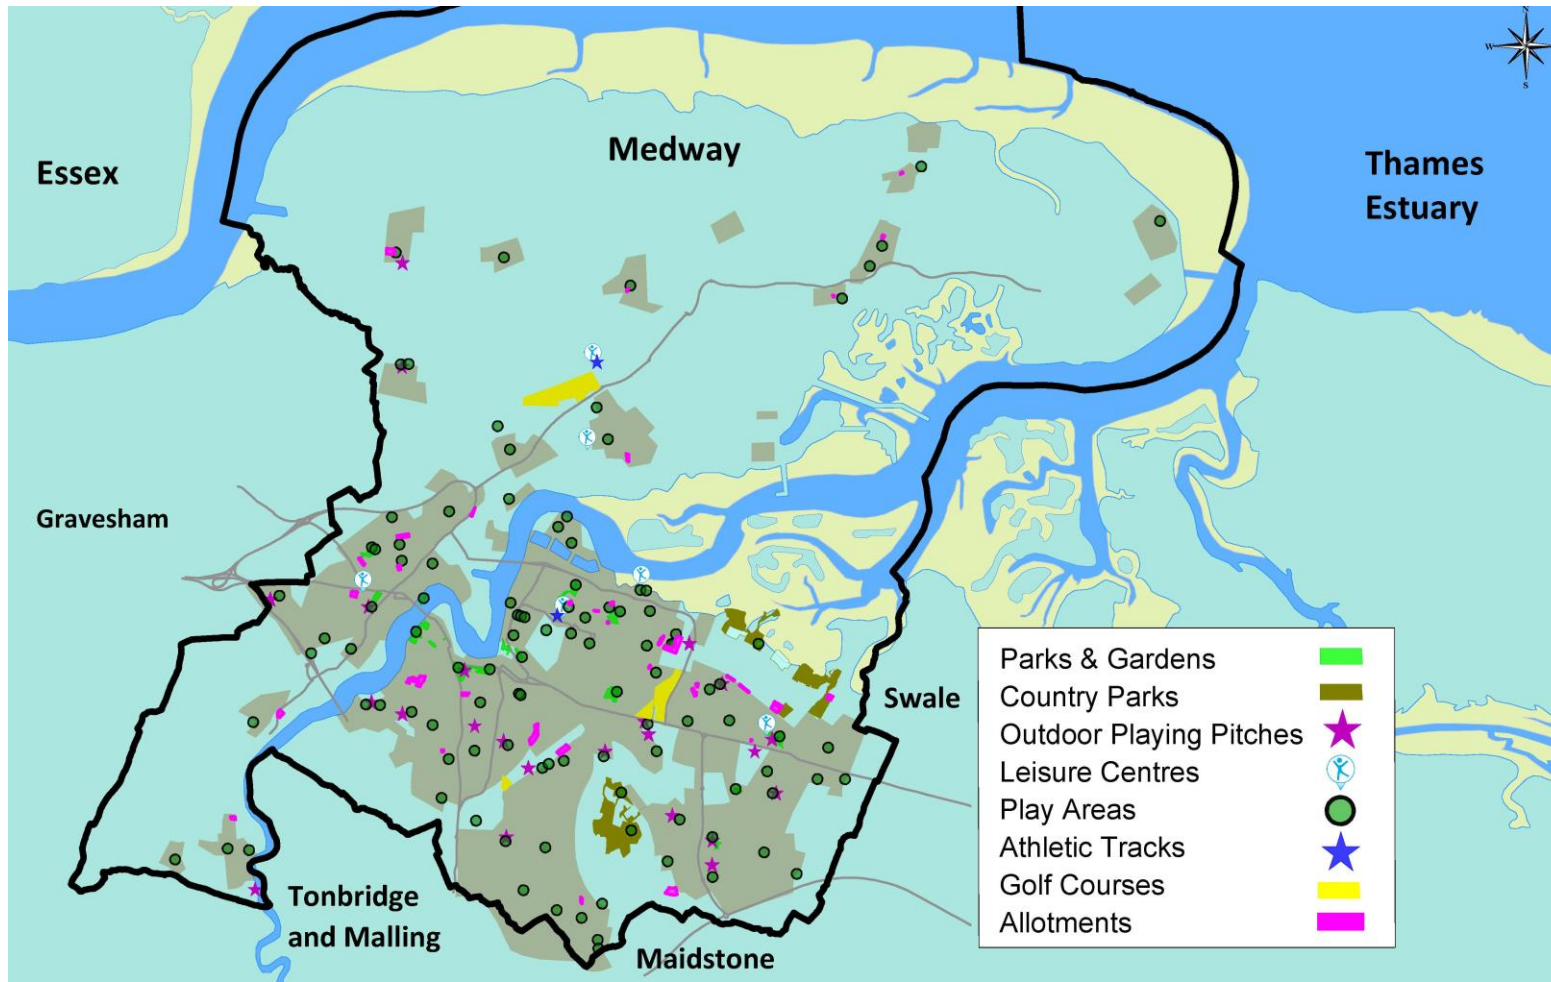 N
W
S
Medway
Essex
Thames
Estuary
Gravesham
Swale
Tonbridge
and Malling
Maidstone
Parks & Gardens
Country Parks
Outdoor Playing Pitches
Leisure Centres
Play Areas
Athletic Tracks
Golf Courses
Allotments